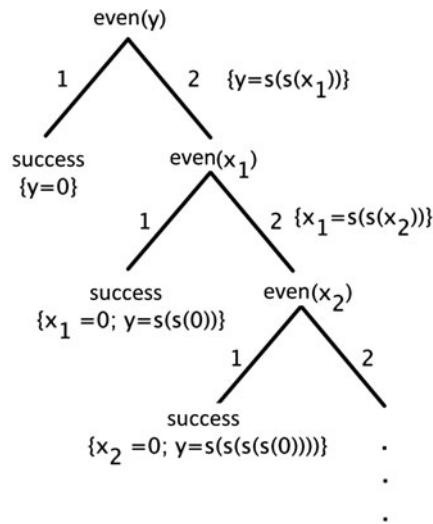 even(y)
1 2 {y=s(s(x1))}
success even(x1)
{y=0}
1 2 {x1=s(s(x2))}
success even(x2)
{x1 =0; y=s(s(0))}
1 2
success
{x2 =0; y=s(s(s(s(0))))}
.
.
.